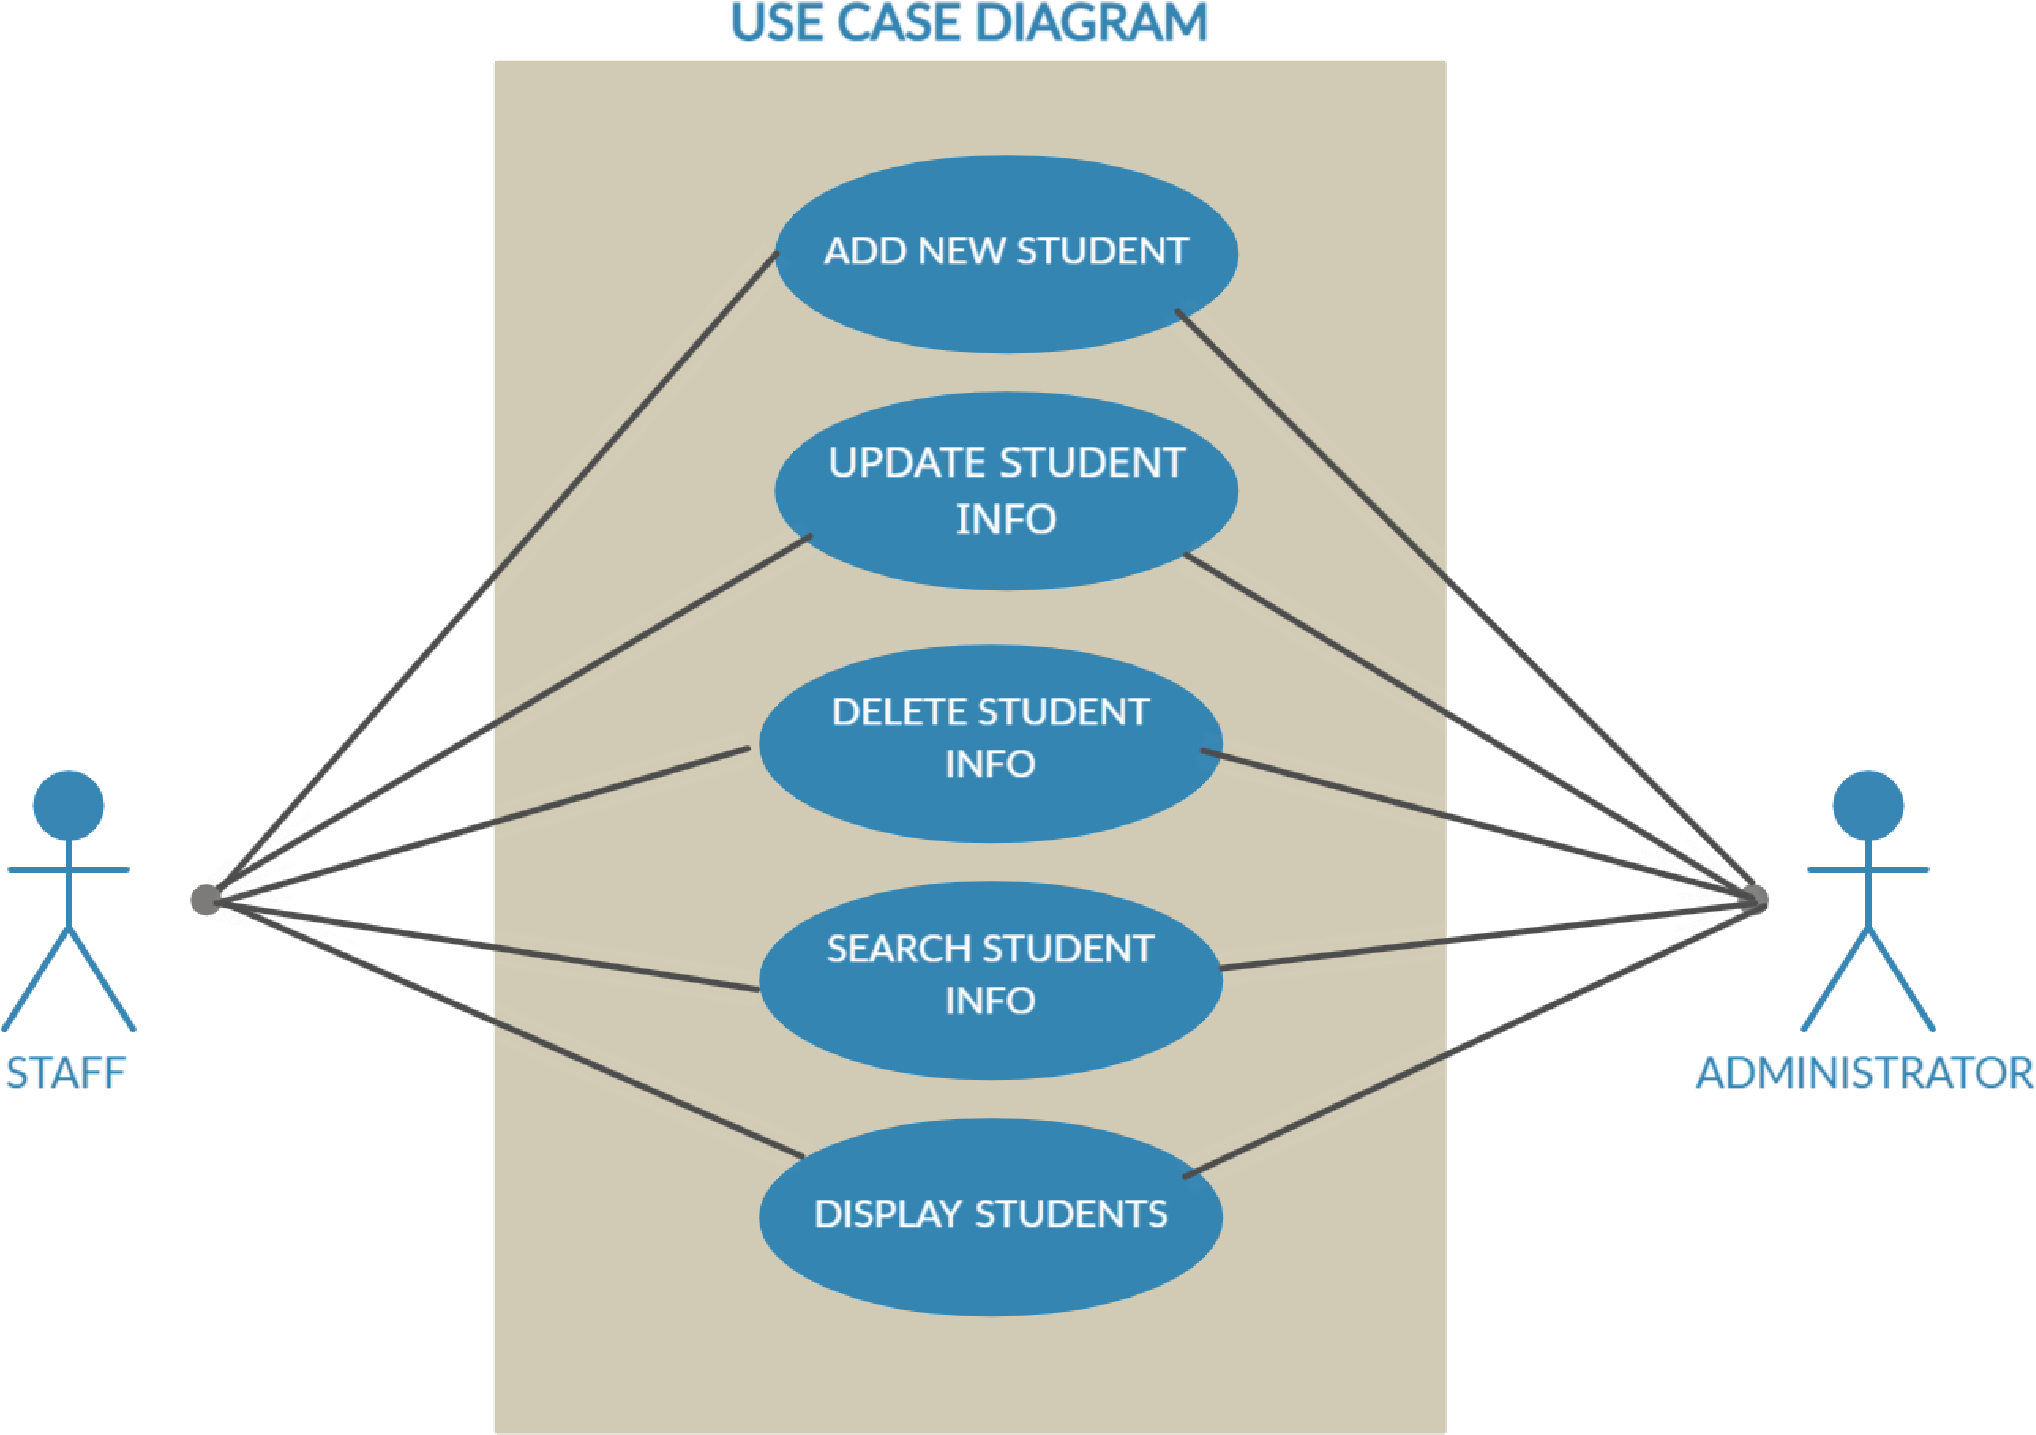 USE CASE DIAGRAM
ADD NEW STUDENT
UPDATE STUDENT
INFO
DELETE STUDENT
INFO
SEARCH STUDENT
INFO
DISPLAY STUDENTS
STAFF
ADMINISTRATOR